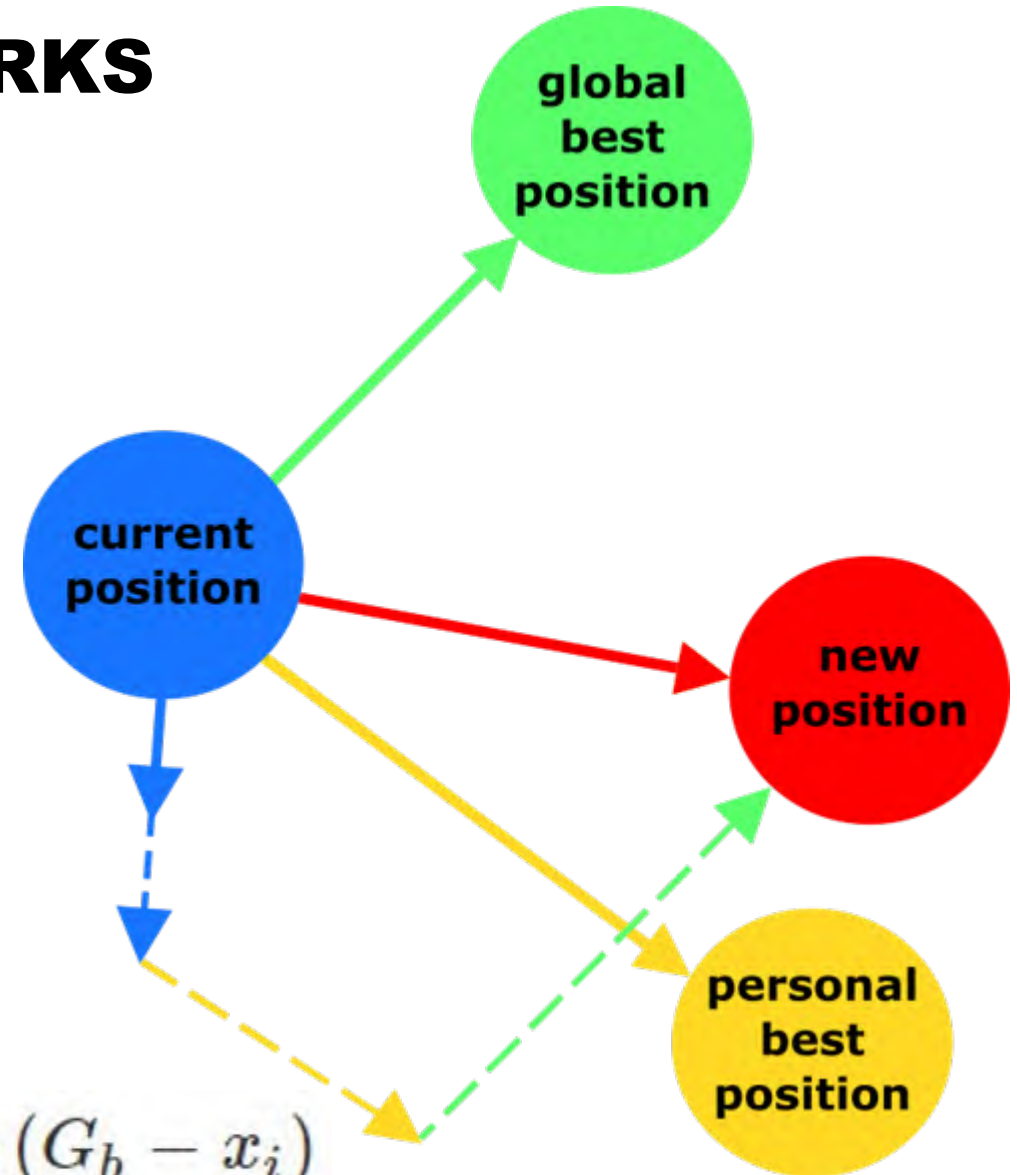 RKS
global
best
position
current
position
new
position
personal
best
position
(G_b − x_i)